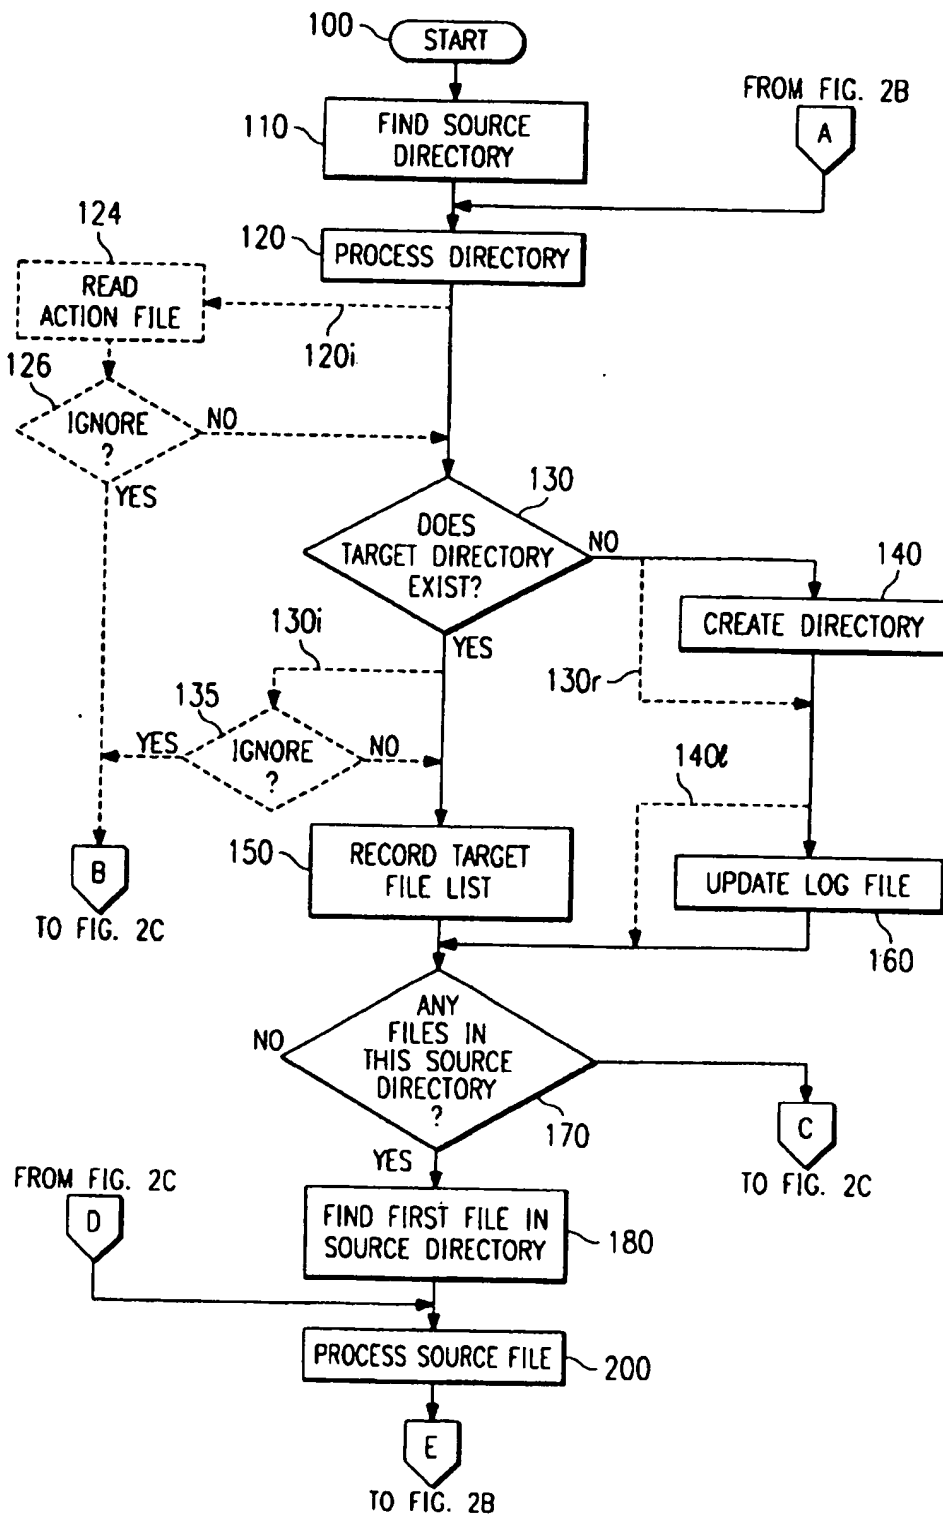 100
START
FROM FIG. 2B
A
110
FIND SOURCE
DIRECTORY
124
120
PROCESS DIRECTORY
READ
ACTION FILE
120i
126
IGNORE
?
NO
YES
130
DOES
TARGET DIRECTORY
EXIST?
NO
YES
140
CREATE DIRECTORY
130i
130r
135
YES
IGNORE
?
NO
140ℓ
150
RECORD TARGET
FILE LIST
UPDATE LOG FILE
160
B
TO FIG. 2C
ANY
FILES IN
THIS SOURCE
DIRECTORY
?
NO
170
YES
C
TO FIG. 2C
FROM FIG. 2C
D
FIND FIRST FILE IN
SOURCE DIRECTORY
180
PROCESS SOURCE FILE
200
E
TO FIG. 2B